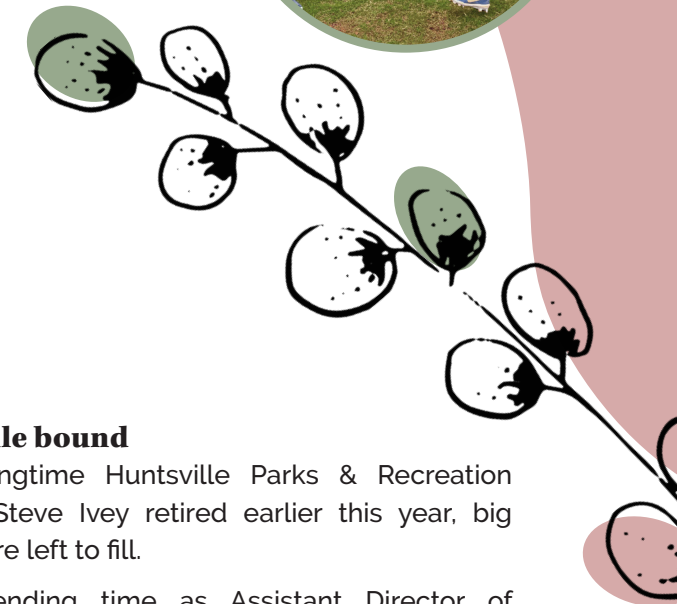 le bound
ngtime Huntsville Parks & Recreation
Steve Ivey retired earlier this year, big
re left to fill.
ending time as Assistant Director of